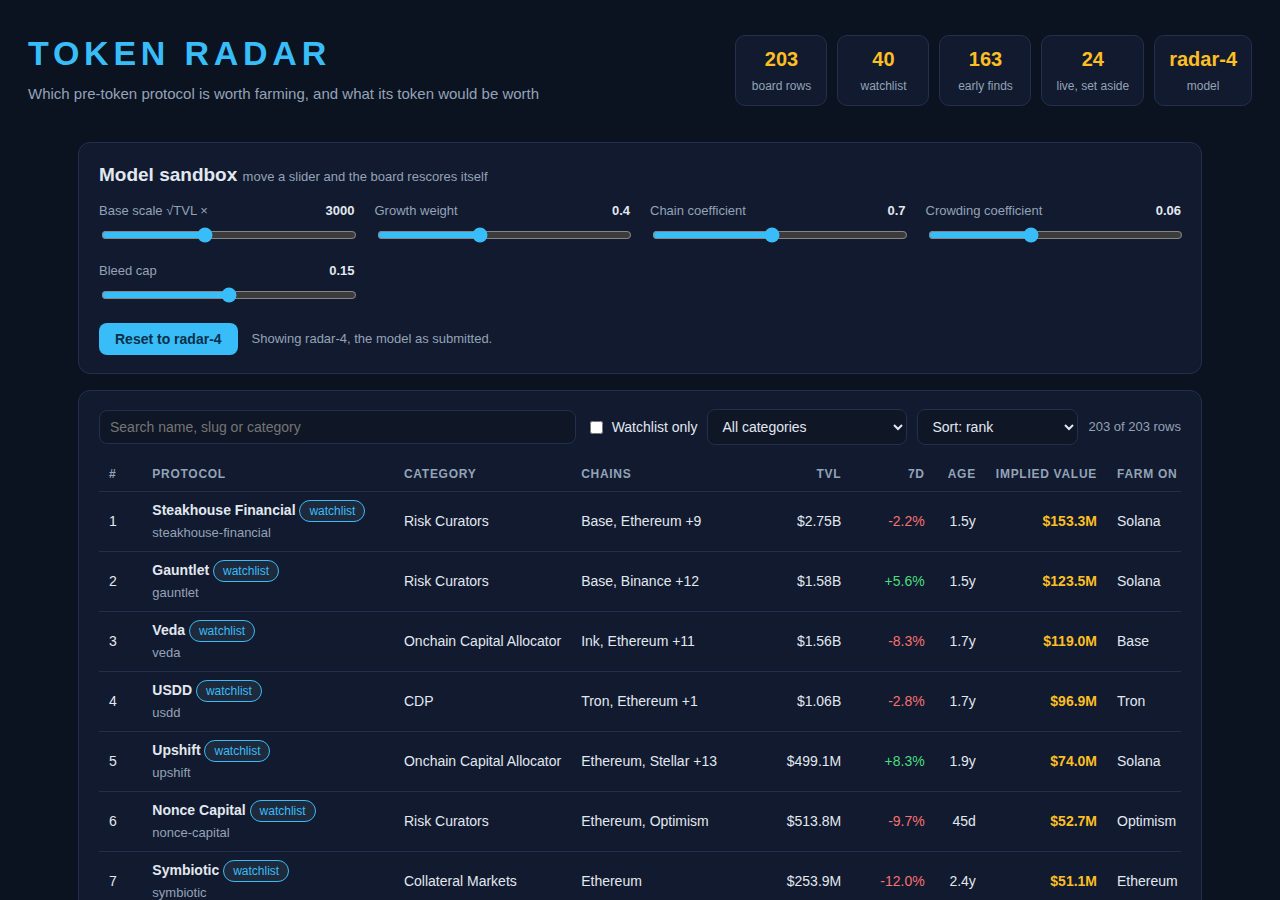 TOKEN RADAR
Which pre-token protocol is worth farming, and what its token would be worth
203 board rows
40 watchlist
163 early finds
24 live, set aside
radar-4 model
Model sandbox move a slider and the board rescores itself
Base scale √TVL × 3000 Growth weight 0.4 Chain coefficient 0.7 Crowding coefficient 0.06
Bleed cap 0.15
Reset to radar-4 Showing radar-4, the model as submitted.
Search name, slug or category Watchlist only All categories Sort: rank 203 of 203 rows
# PROTOCOL CATEGORY CHAINS TVL 7D AGE IMPLIED VALUE FARM ON
1 Steakhouse Financial watchlist Risk Curators Base, Ethereum +9 $2.75B -2.2% 1.5y $153.3M Solana
steakhouse-financial
2 Gauntlet watchlist Risk Curators Base, Binance +12 $1.58B +5.6% 1.5y $123.5M Solana
gauntlet
3 Veda watchlist Onchain Capital Allocator Ink, Ethereum +11 $1.56B -8.3% 1.7y $119.0M Base
veda
4 USDD watchlist CDP Tron, Ethereum +1 $1.06B -2.8% 1.7y $96.9M Tron
usdd
5 Upshift watchlist Onchain Capital Allocator Ethereum, Stellar +13 $499.1M +8.3% 1.9y $74.0M Solana
upshift
6 Nonce Capital watchlist Risk Curators Ethereum, Optimism $513.8M -9.7% 45d $52.7M Optimism
nonce-capital
7 Symbiotic watchlist Collateral Markets Ethereum $253.9M -12.0% 2.4y $51.1M Ethereum
symbiotic